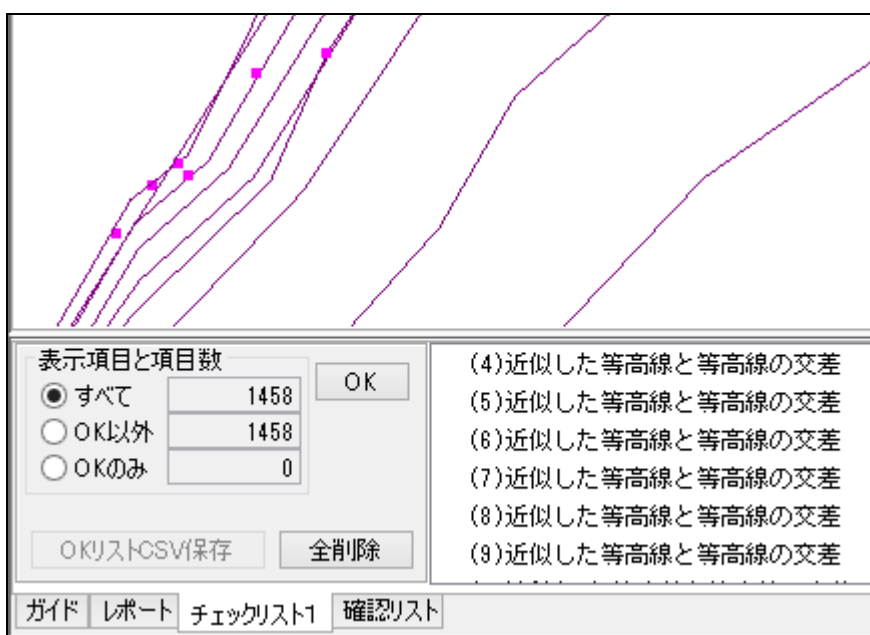 表示項目と項目数
すべて 1458
OK以外 1458
OKのみ 0
OK
OKリストCSV保存 全削除
(4)近似した等高線と等高線の交差
(5)近似した等高線と等高線の交差
(6)近似した等高線と等高線の交差
(7)近似した等高線と等高線の交差
(8)近似した等高線と等高線の交差
(9)近似した等高線と等高線の交差
ガイド レポート チェックリスト1 確認リスト